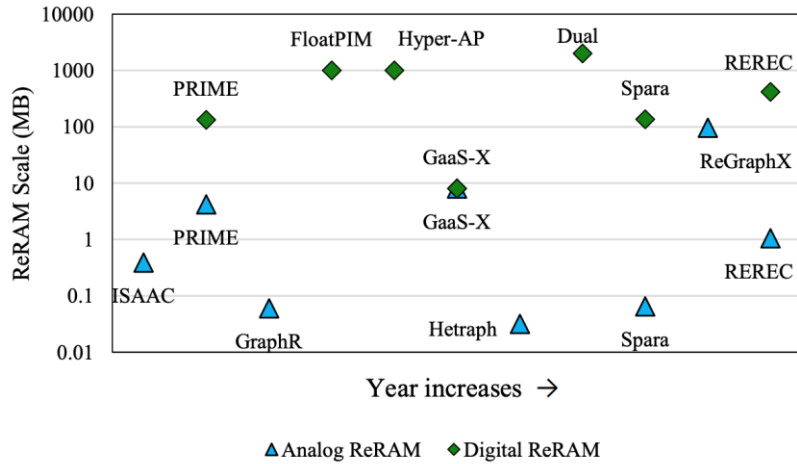 10000
1000
100
10
1
0.1
0.01
ReRAM Scale (MB)
FloatPIM
Hyper-AP
Dual
REREC
PRIME
Spara
ReGraphX
GaaS-X
GaaS-X
PRIME
REREC
ISAAC
Hetraph
GraphR
Spara
Year increases →
Analog ReRAM
Digital ReRAM